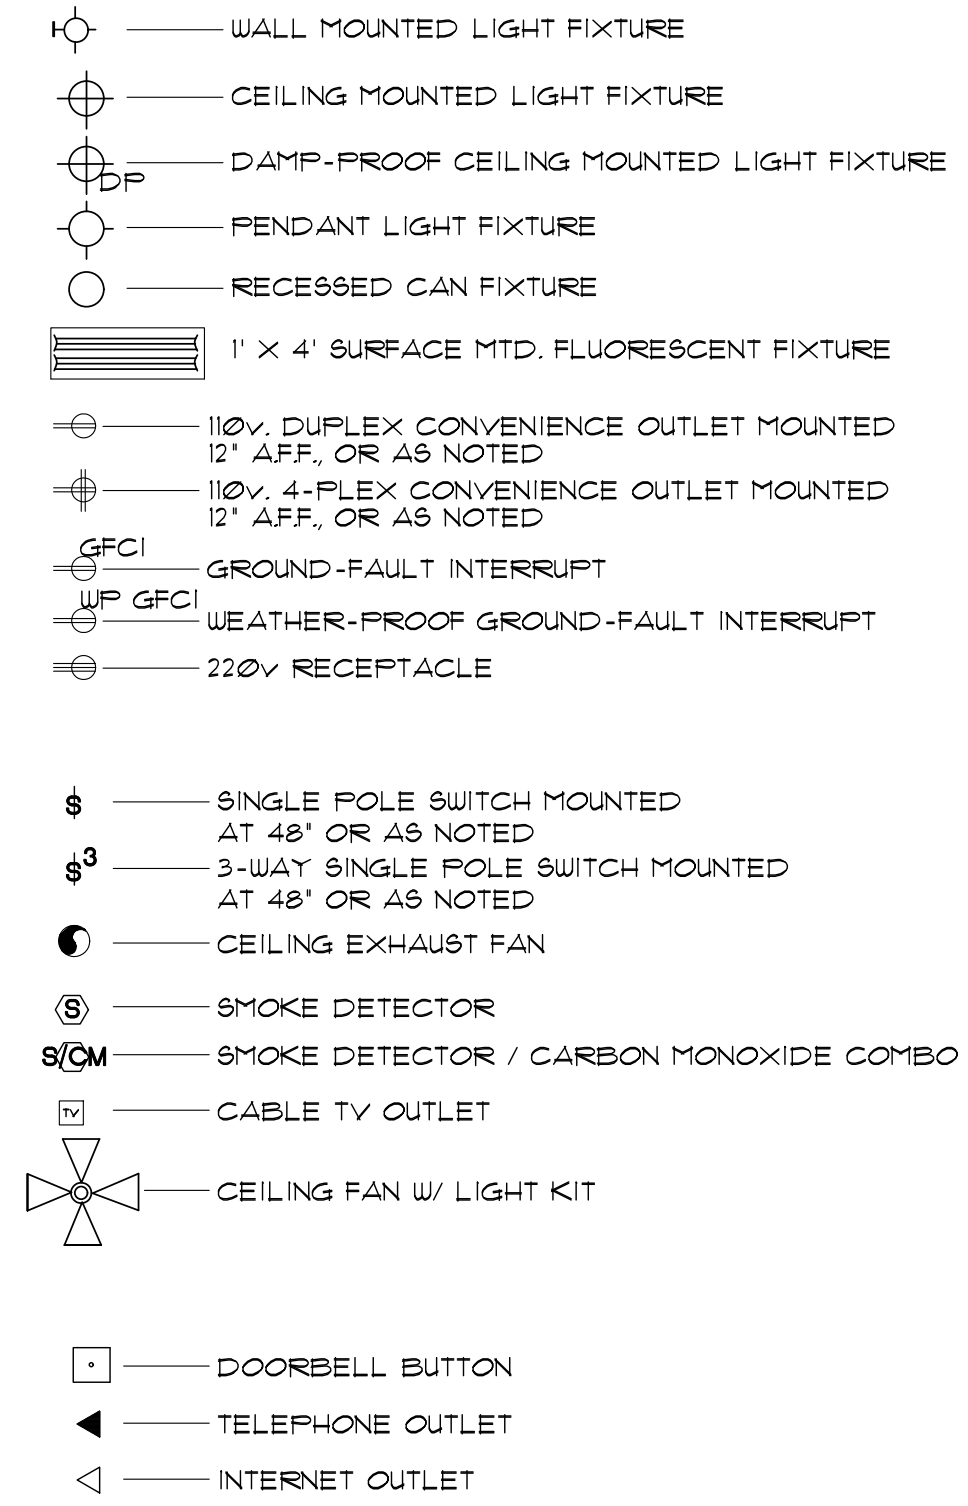 WALL MOUNTED LIGHT FIXTURE
CEILING MOUNTED LIGHT FIXTURE
DP DAMP-PROOF CEILING MOUNTED LIGHT FIXTURE
PENDANT LIGHT FIXTURE
RECESSED CAN FIXTURE
1' X 4' SURFACE MTD. FLUORESCENT FIXTURE
110v. DUPLEX CONVENIENCE OUTLET MOUNTED
12" A.F.F., OR AS NOTED
110v. 4-PLEX CONVENIENCE OUTLET MOUNTED
12" A.F.F., OR AS NOTED
GFCI
GROUND-FAULT INTERRUPT
WP GFCI
WEATHER-PROOF GROUND-FAULT INTERRUPT
220v RECEPTACLE
$ SINGLE POLE SWITCH MOUNTED
AT 48" OR AS NOTED
$3 3-WAY SINGLE POLE SWITCH MOUNTED
AT 48" OR AS NOTED
CEILING EXHAUST FAN
S SMOKE DETECTOR
S/CM SMOKE DETECTOR / CARBON MONOXIDE COMBO
TV CABLE TV OUTLET
CEILING FAN W/ LIGHT KIT
DOORBELL BUTTON
TELEPHONE OUTLET
INTERNET OUTLET